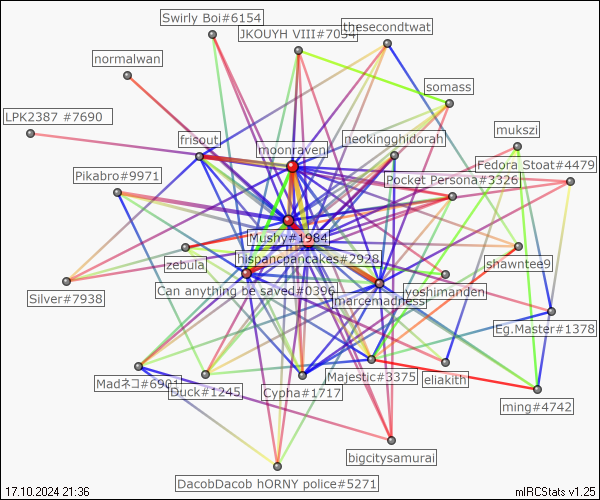 Swirly Boi#6154
thesecondtwat
JKOUYH VIII#7034
normalwan
somass
LPK2387 #7690
mukszi
frisout
neokingghidorah
moonraven
Fedora Stoat#4479
Pikabro#9971
Pocket Persona#3326
Mushy#1984
hispancpancakes#2928
zebula
shawntee9
Can anything be saved#0396
yoshimanden
Silver#7938
marcemadness
Eg.Master#1378
Madネコ#6901
Duck#1245
Cypha#1717
Majestic#3375
eliakith
ming#4742
bigcitysamurai
DacobDacob hORNY police#5271
17.10.2024 21:36
mIRCStats v1.25